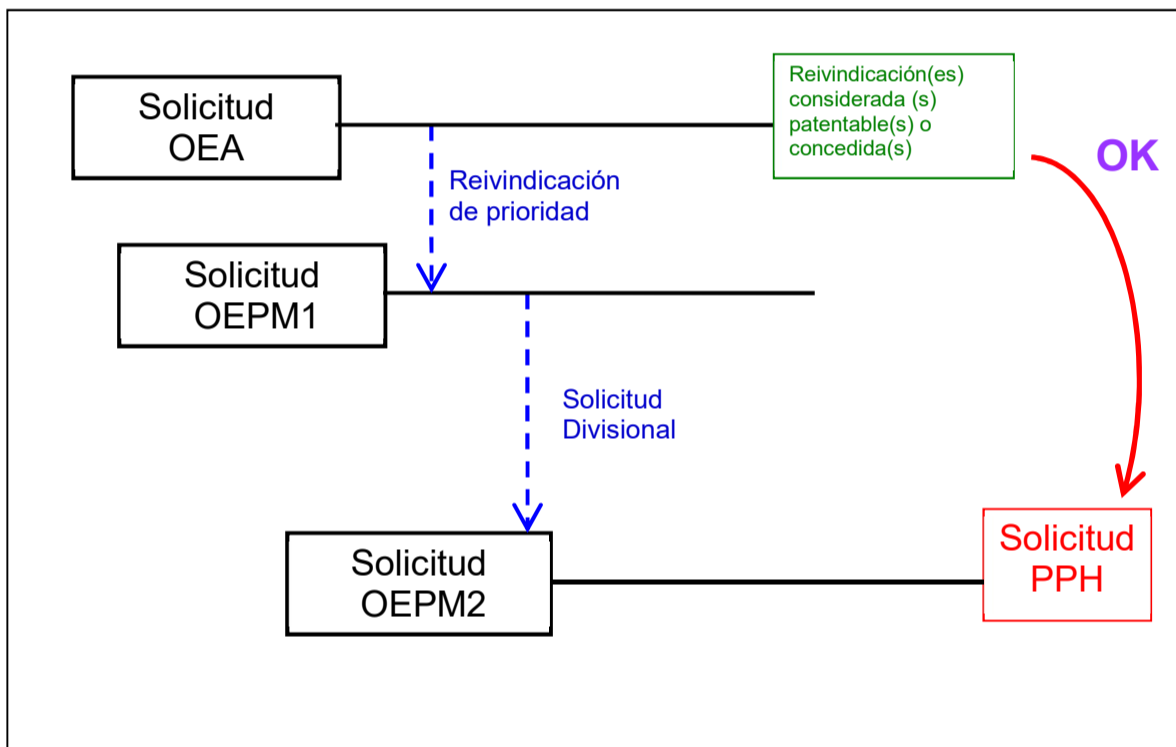 Solicitud
OEA
Reivindicación(es)
considerada (s)
patentable(s) o
concedida(s)
OK
Reivindicación
de prioridad
Solicitud
OEPM1
Solicitud
Divisional
Solicitud
OEPM2
Solicitud
PPH